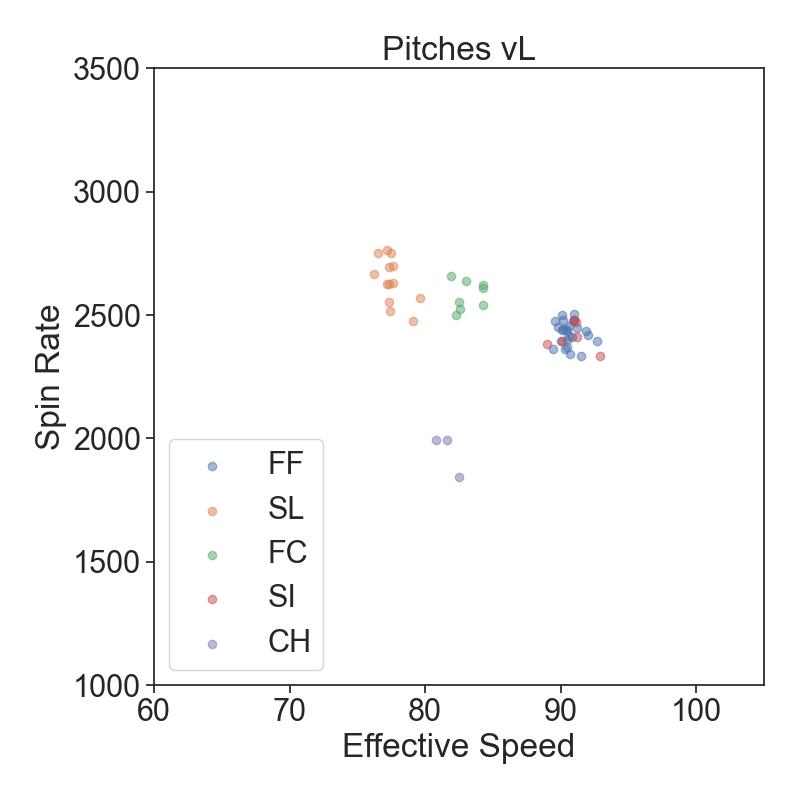 Pitches vL
3500
3000
2500
2000
1500
1000
Spin Rate
FF
SL
FC
SI
CH
60 70 80 90 100
Effective Speed